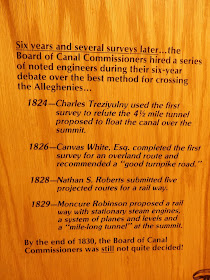 Six years and several surveys later...the
Board of Canal Commissioners hired a series
of noted engineers during their six-year
debate over the best method for crossing
the Alleghenies...
1824—Charles Treziyulny used the first
survey to refute the 4½ mile tunnel
proposed to float the canal over the
summit.
1826—Canvas White, Esq. completed the first
survey for an overland route and
recommended a “good turnpike road.”
1828—Nathan S. Roberts submitted five
projected routes for a rail way.
1829—Moncure Robinson proposed a rail
way with stationary steam engines,
a system of planes and levels and
a “mile-long tunnel” at the summit.
By the end of 1830, the Board of Canal
Commissioners was still not quite decided!